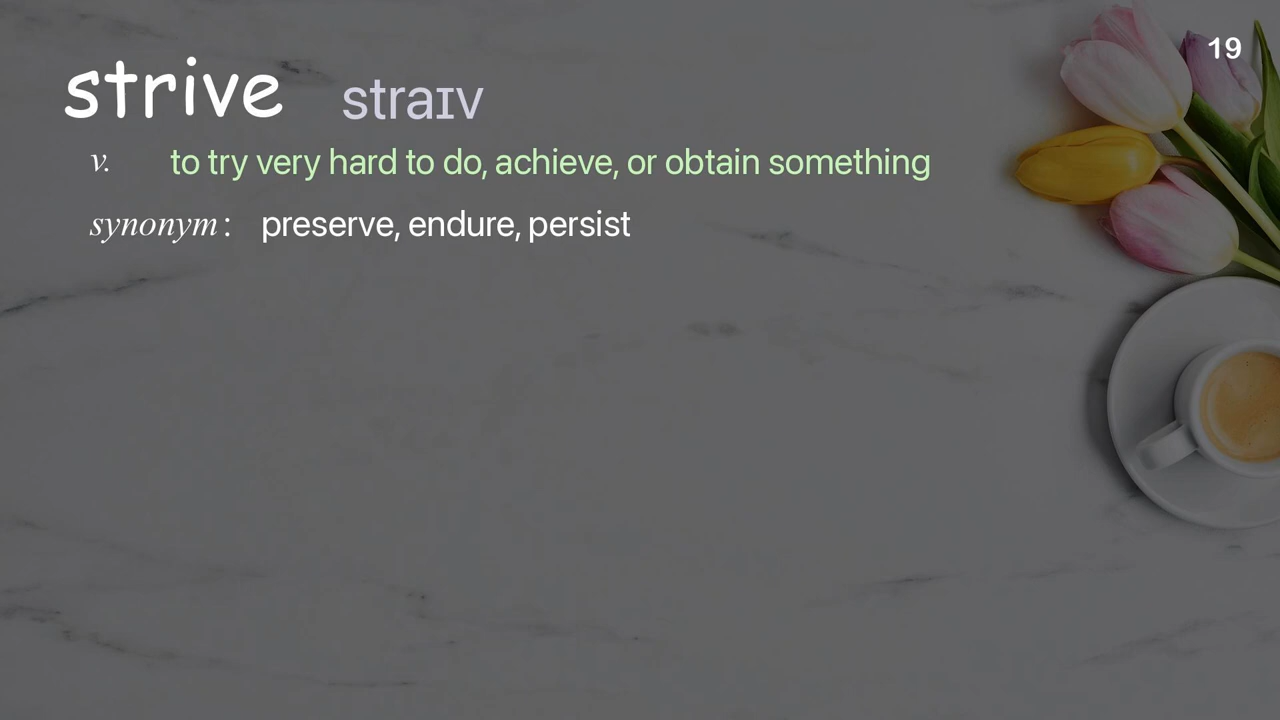 19
strive straɪv
v. to try very hard to do, achieve, or obtain something
synonym: preserve, endure, persist